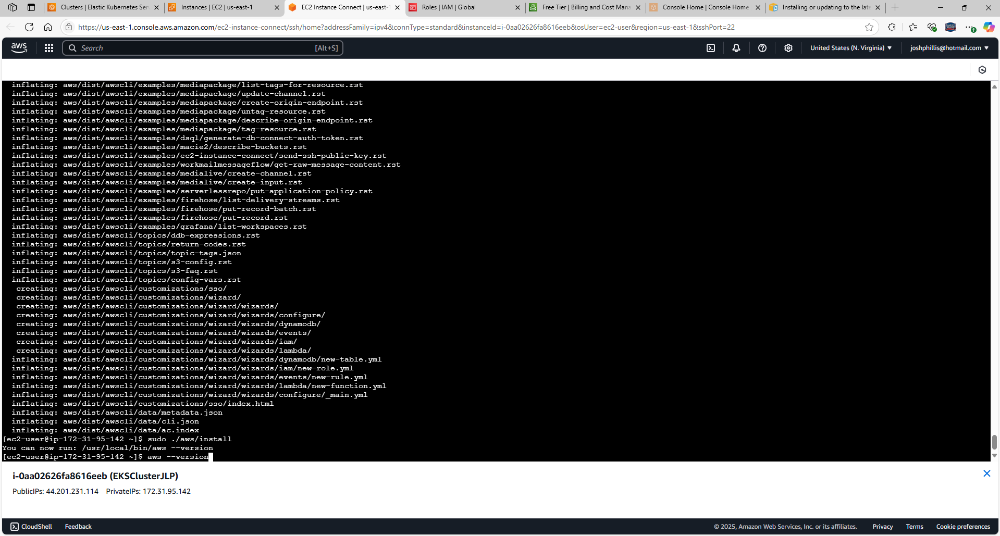 Clusters | Elastic Kubernetes Ser
Instances | EC2 | us-east-1
EC2 Instance Connect | us-east-
Roles | IAM | Global
Free Tier | Billing and Cost Mana
Console Home | Console Home
Installing or updating to the late
https://us-east-1.console.aws.amazon.com/ec2-instance-connect/ssh/home?addressFamily=ipv4&connType=standard&instanceId=i-0aa02626fa8616eeb&osUser=ec2-user&region=us-east-1&sshPort=22
aws
Search
[Alt+S]
United States (N. Virginia)
joshphillis@hotmail.com
inflating: aws/dist/awscli/examples/mediapackage/list-tags-for-resource.rst
inflating: aws/dist/awscli/examples/mediapackage/update-channel.rst
inflating: aws/dist/awscli/examples/mediapackage/create-origin-endpoint.rst
inflating: aws/dist/awscli/examples/mediapackage/untag-resource.rst
inflating: aws/dist/awscli/examples/mediapackage/describe-origin-endpoint.rst
inflating: aws/dist/awscli/examples/mediapackage/tag-resource.rst
inflating: aws/dist/awscli/examples/dsql/generate-db-connect-auth-token.rst
inflating: aws/dist/awscli/examples/macie2/describe-buckets.rst
inflating: aws/dist/awscli/examples/ec2-instance-connect/send-ssh-public-key.rst
inflating: aws/dist/awscli/examples/workmailmessageflow/get-raw-message-content.rst
inflating: aws/dist/awscli/examples/medialive/create-channel.rst
inflating: aws/dist/awscli/examples/medialive/create-input.rst
inflating: aws/dist/awscli/examples/serverlessrepo/put-application-policy.rst
inflating: aws/dist/awscli/examples/firehose/list-delivery-streams.rst
inflating: aws/dist/awscli/examples/firehose/put-record-batch.rst
inflating: aws/dist/awscli/examples/firehose/put-record.rst
inflating: aws/dist/awscli/examples/grafana/list-workspaces.rst
inflating: aws/dist/awscli/topics/ddb-expressions.rst
inflating: aws/dist/awscli/topics/return-codes.rst
inflating: aws/dist/awscli/topics/topic-tags.json
inflating: aws/dist/awscli/topics/s3-config.rst
inflating: aws/dist/awscli/topics/s3-faq.rst
inflating: aws/dist/awscli/topics/config-vars.rst
creating: aws/dist/awscli/customizations/sso/
creating: aws/dist/awscli/customizations/wizard/
creating: aws/dist/awscli/customizations/wizard/wizards/
creating: aws/dist/awscli/customizations/wizard/wizards/configure/
creating: aws/dist/awscli/customizations/wizard/wizards/dynamodb/
creating: aws/dist/awscli/customizations/wizard/wizards/events/
creating: aws/dist/awscli/customizations/wizard/wizards/iam/
creating: aws/dist/awscli/customizations/wizard/wizards/lambda/
inflating: aws/dist/awscli/customizations/wizard/wizards/dynamodb/new-table.yml
inflating: aws/dist/awscli/customizations/wizard/wizards/iam/new-role.yml
inflating: aws/dist/awscli/customizations/wizard/wizards/events/new-rule.yml
inflating: aws/dist/awscli/customizations/wizard/wizards/lambda/new-function.yml
inflating: aws/dist/awscli/customizations/wizard/wizards/configure/_main.yml
inflating: aws/dist/awscli/customizations/sso/index.html
inflating: aws/dist/awscli/data/metadata.json
inflating: aws/dist/awscli/data/cli.json
inflating: aws/dist/awscli/data/ac.index
[ec2-user@ip-172-31-95-142 ~]$ sudo ./aws/install
You can now run: /usr/local/bin/aws --version
[ec2-user@ip-172-31-95-142 ~]$ aws --version
i-0aa02626fa8616eeb (EKSClusterJLP)
PublicIPs: 44.201.231.114 PrivateIPs: 172.31.95.142
CloudShell
Feedback
© 2025, Amazon Web Services, Inc. or its affiliates.
Privacy
Terms
Cookie preferences